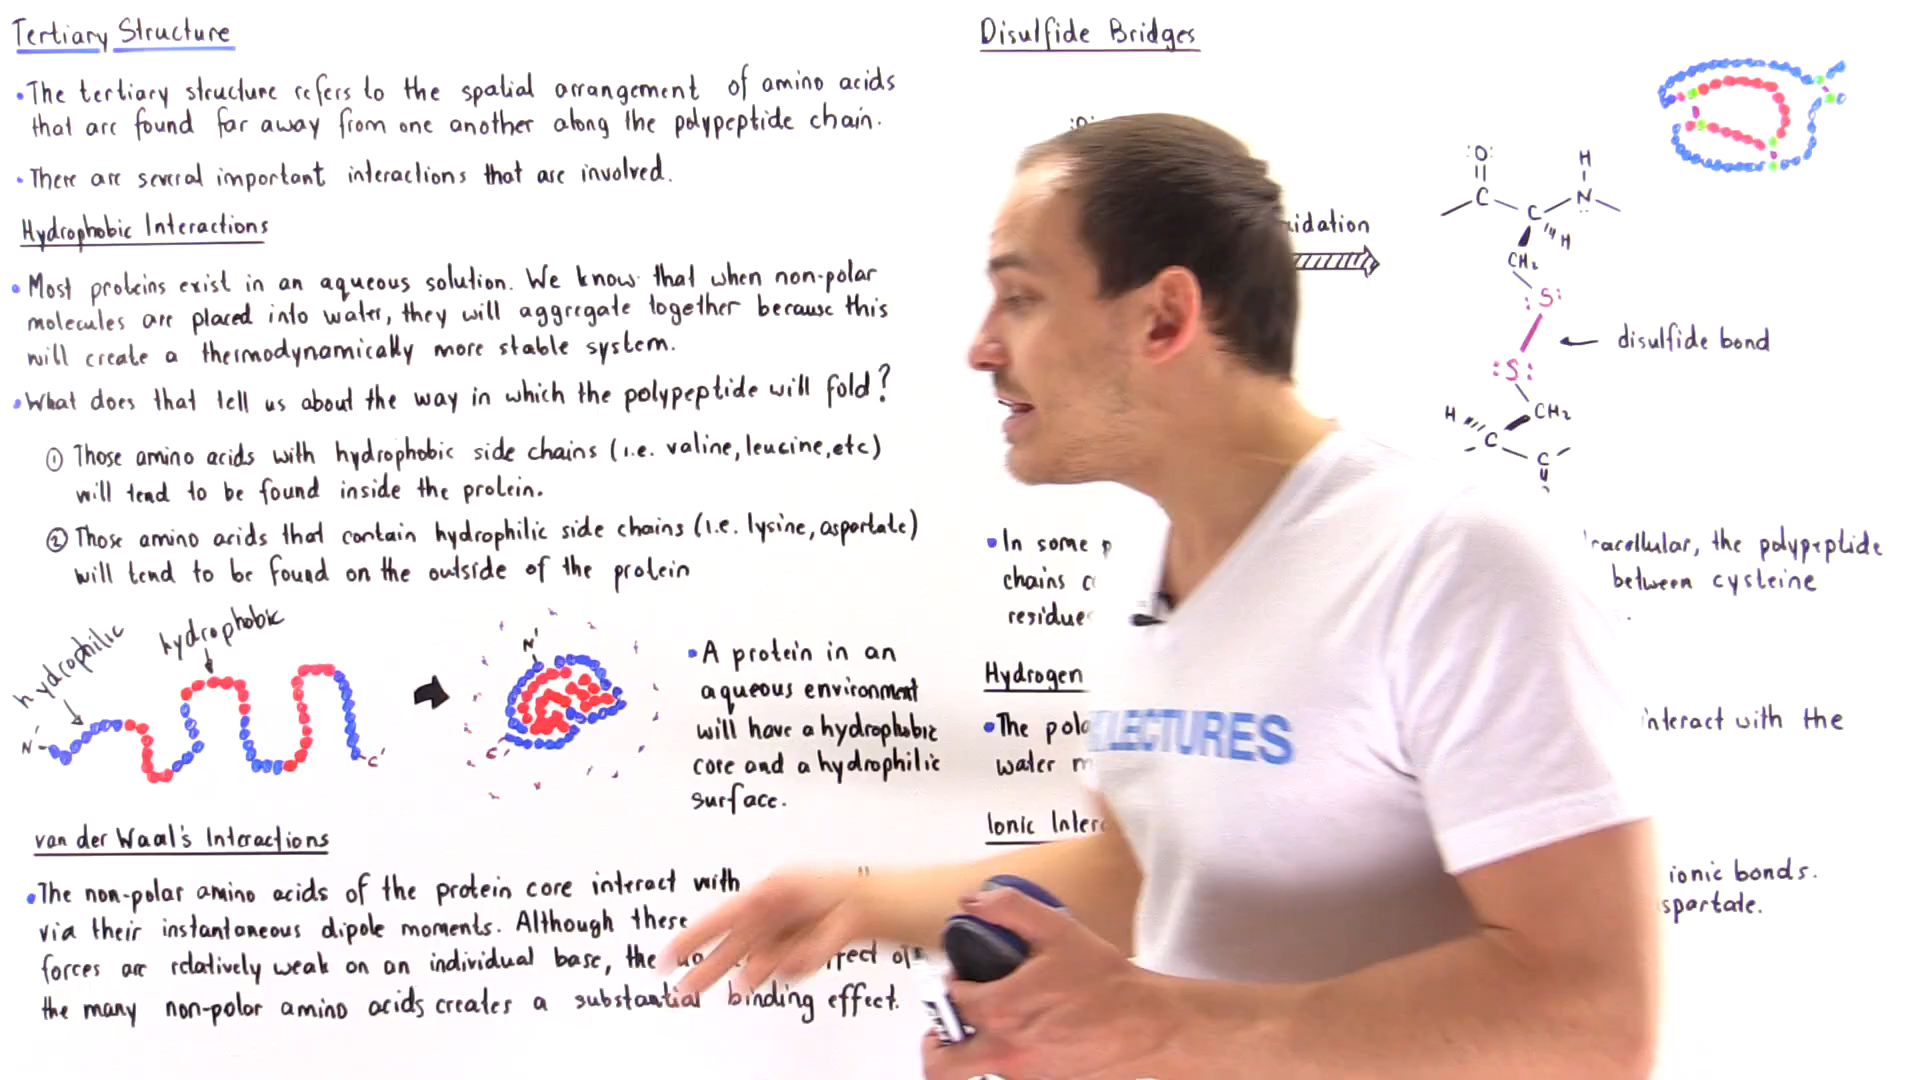 Tertiary Structure
• The tertiary structure refers to the spatial arrangement of amino acids
that are found far away from one another along the polypeptide chain.
• There are several important interactions that are involved.
Hydrophobic Interactions
• Most proteins exist in an aqueous solution. We know that when non-polar
molecules are placed into water, they will aggregate together because this
will create a thermodynamically more stable system.
• What does that tell us about the way in which the polypeptide will fold?
① Those amino acids with hydrophobic side chains (i.e. valine, leucine, etc)
will tend to be found inside the protein.
② Those amino acids that contain hydrophilic side chains (i.e. lysine, aspartate)
will tend to be found on the outside of the protein
hydrophilic
hydrophobic
N'
C'
N'
C'
• A protein in an
aqueous environment
will have a hydrophobic
core and a hydrophilic
surface.
van der Waal's Interactions
• The non-polar amino acids of the protein core interact with
via their instantaneous dipole moments. Although these
forces are relatively weak on an individual base, the
the many non-polar amino acids creates a substantial binding effect.
Disulfide Bridges
:O:
idation
:O:
H
C
C
N
H
CH2
:S:
:S:
disulfide bond
H
CH2
C
C
• In some
racellular, the polypeptide
chains
between cysteine
residue
Hydrogen
• The pola
interact with the
water m
Ionic Inter
ionic bonds.
spartate.
LECTURES